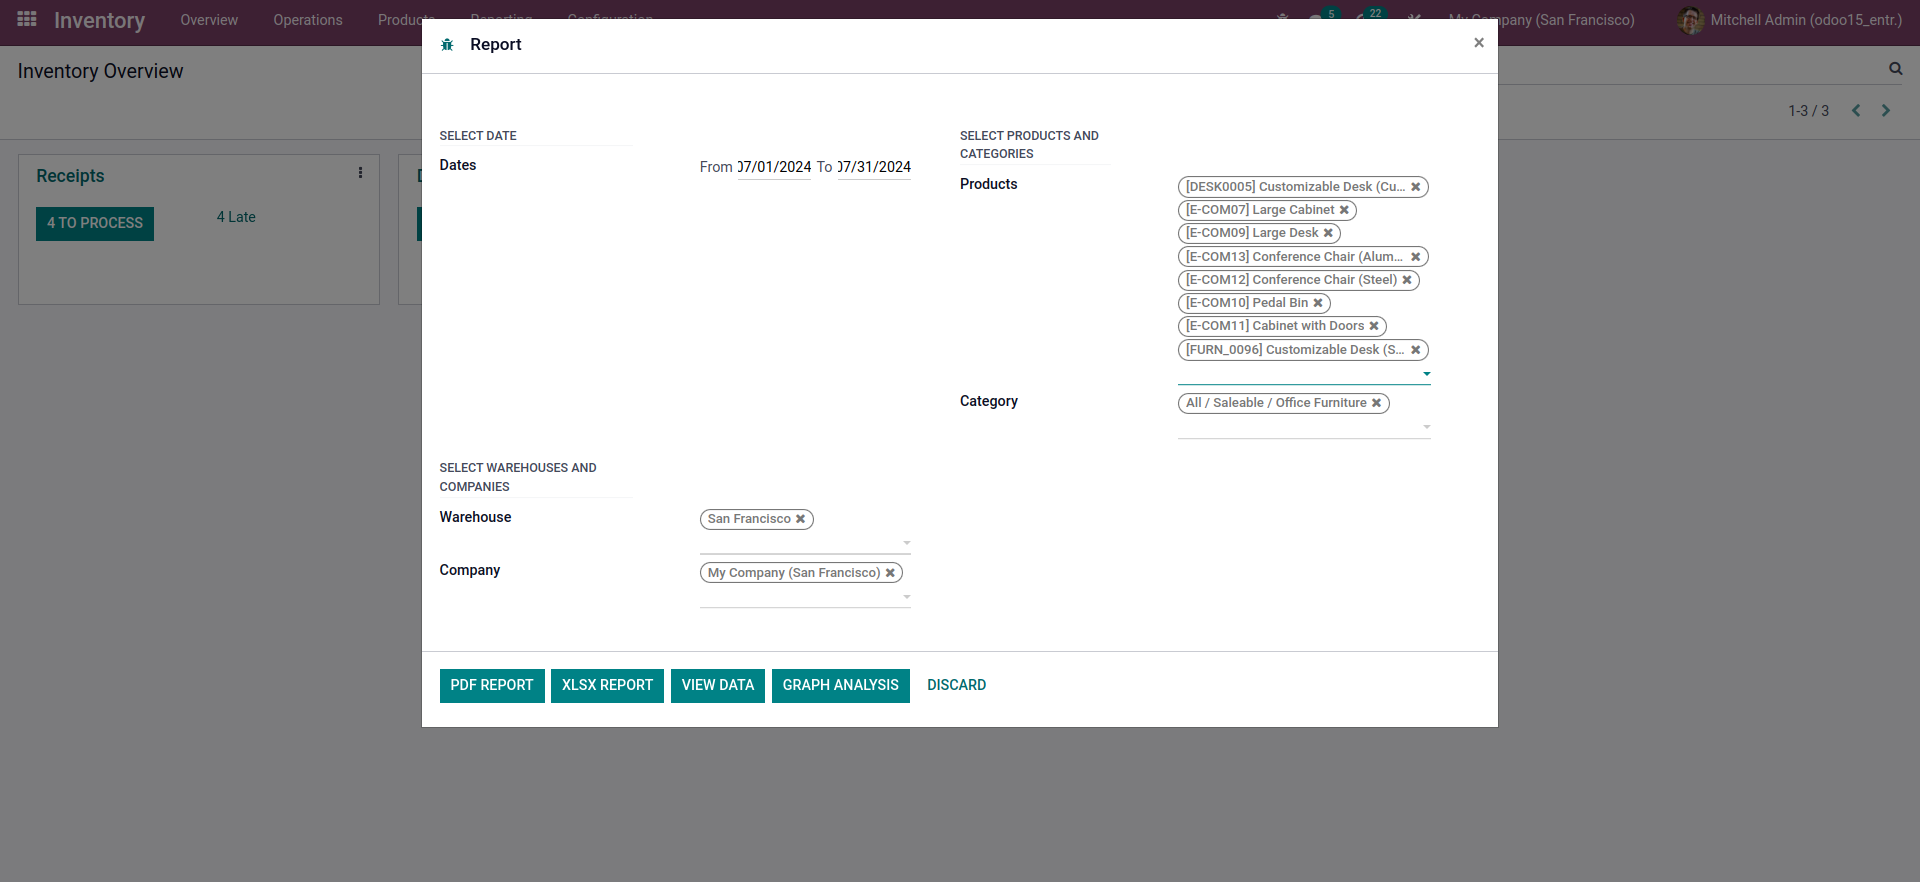 Inventory
Overview
Operations
Products
5
22
My Company (San Francisco)
Mitchell Admin (odoo15_entr.)
Inventory Overview
1-3 / 3
Receipts
4 TO PROCESS
4 Late
Report
×
SELECT DATE
Dates
From 07/01/2024 To 07/31/2024
SELECT PRODUCTS AND
CATEGORIES
Products
[DESK0005] Customizable Desk (Cu...
[E-COM07] Large Cabinet
[E-COM09] Large Desk
[E-COM13] Conference Chair (Alum...
[E-COM12] Conference Chair (Steel)
[E-COM10] Pedal Bin
[E-COM11] Cabinet with Doors
[FURN_0096] Customizable Desk (S...
Category
All / Saleable / Office Furniture
SELECT WAREHOUSES AND
COMPANIES
Warehouse
San Francisco
Company
My Company (San Francisco)
PDF REPORT
XLSX REPORT
VIEW DATA
GRAPH ANALYSIS
DISCARD